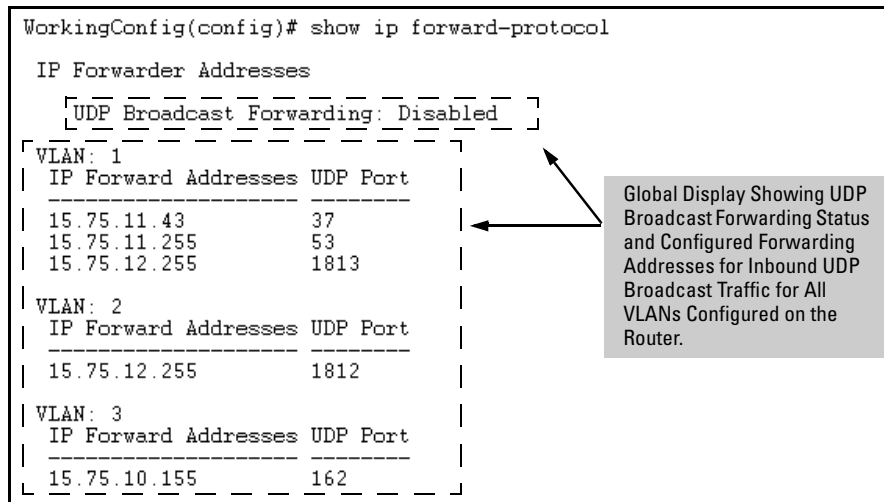 WorkingConfig(config)# show ip forward-protocol
IP Forwarder Addresses
UDP Broadcast Forwarding: Disabled
VLAN: 1
IP Forward Addresses UDP Port
--------------------- --------
15.75.11.43 37
15.75.11.255 53
15.75.12.255 1813
VLAN: 2
IP Forward Addresses UDP Port
--------------------- --------
15.75.12.255 1812
VLAN: 3
IP Forward Addresses UDP Port
--------------------- --------
15.75.10.155 162
Global Display Showing UDP
Broadcast Forwarding Status
and Configured Forwarding
Addresses for Inbound UDP
Broadcast Traffic for All
VLANs Configured on the
Router.